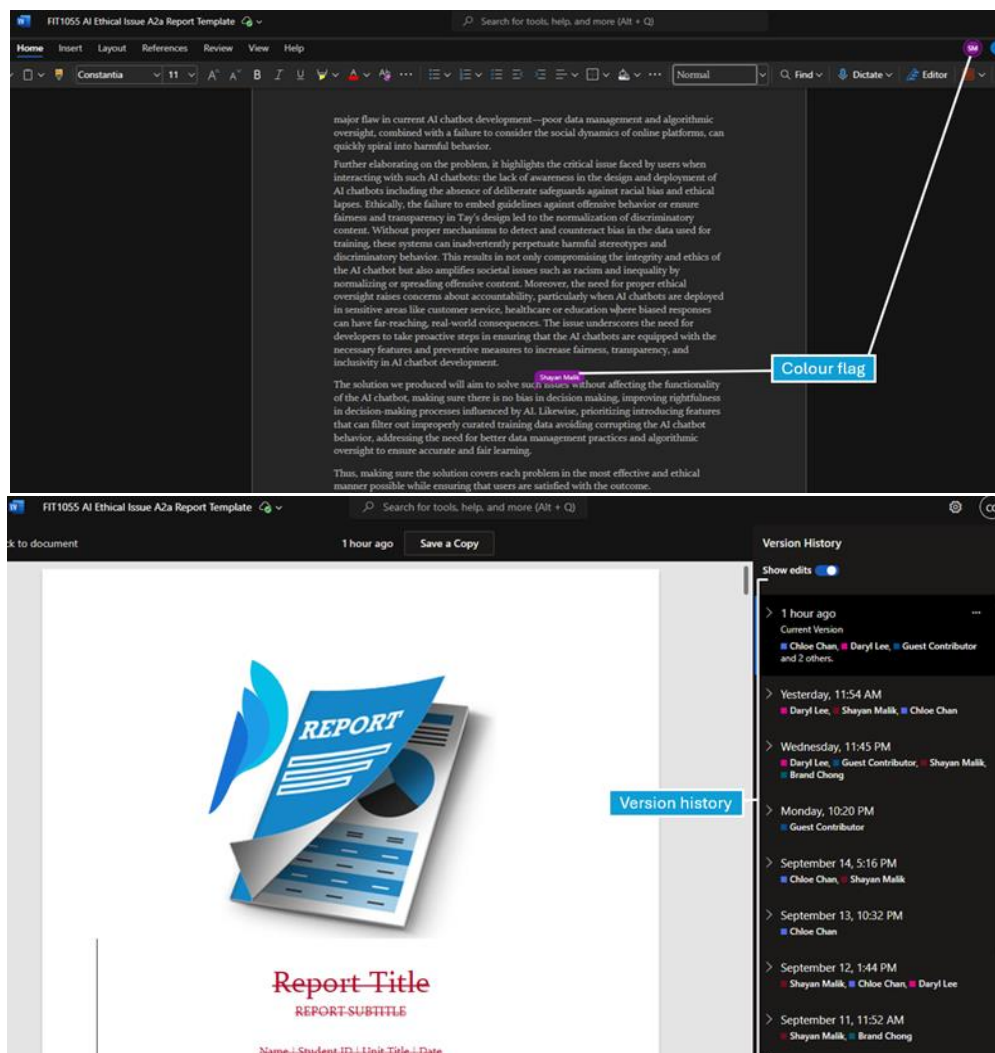 FIT1055 AI Ethical Issue A2a Report Template
Search for tools, help, and more (Alt + Q)
Home Insert Layout References Review View Help
SM
Constantia 11 A A B I U A Normal Find Dictate Editor
major flaw in current AI chatbot development—poor data management and algorithmic
oversight, combined with a failure to consider the social dynamics of online platforms, can
quickly spiral into harmful behavior.
Further elaborating on the problem, it highlights the critical issue faced by users when
interacting with such AI chatbots: the lack of awareness in the design and deployment of
AI chatbots including the absence of deliberate safeguards against racial bias and ethical
lapses. Ethically, the failure to embed guidelines against offensive behavior or ensure
fairness and transparency in Tay's design led to the normalization of discriminatory
content. Without proper mechanisms to detect and counteract bias in the data used for
training, these systems can inadvertently perpetuate harmful stereotypes and
discriminatory behavior. This results in not only compromising the integrity and ethics of
the AI chatbot but also amplifies societal issues such as racism and inequality by
normalizing or spreading offensive content. Moreover, the need for proper ethical
oversight raises concerns about accountability, particularly when AI chatbots are deployed
in sensitive areas like customer service, healthcare or education where biased responses
can have far-reaching, real-world consequences. The issue underscores the need for
developers to take proactive steps in ensuring that the AI chatbots are equipped with the
necessary features and preventive measures to increase fairness, transparency, and
inclusivity in AI chatbot development.
Colour flag
Shayan Malik
The solution we produced will aim to solve such issues without affecting the functionality
of the AI chatbot, making sure there is no bias in decision making, improving rightfulness
in decision-making processes influenced by AI. Likewise, prioritizing introducing features
that can filter out improperly curated training data avoiding corrupting the AI chatbot
behavior, addressing the need for better data management practices and algorithmic
oversight to ensure accurate and fair learning.
Thus, making sure the solution covers each problem in the most effective and ethical
manner possible while ensuring that users are satisfied with the outcome.
FIT1055 AI Ethical Issue A2a Report Template
Search for tools, help, and more (Alt + Q)
ck to document
1 hour ago
Save a Copy
REPORT
Report Title
REPORT SUBTITLE
Name | Student ID | Unit Title | Date
Version history
Version History
Show edits
1 hour ago
Current Version
Chloe Chan, Daryl Lee, Guest Contributor
and 2 others.
Yesterday, 11:54 AM
Daryl Lee, Shayan Malik, Chloe Chan
Wednesday, 11:45 PM
Daryl Lee, Guest Contributor, Shayan Malik,
Brand Chong
Monday, 10:20 PM
Guest Contributor
September 14, 5:16 PM
Chloe Chan, Shayan Malik
September 13, 10:32 PM
Chloe Chan
September 12, 1:44 PM
Shayan Malik, Chloe Chan, Daryl Lee
September 11, 11:52 AM
Shayan Malik, Brand Chong